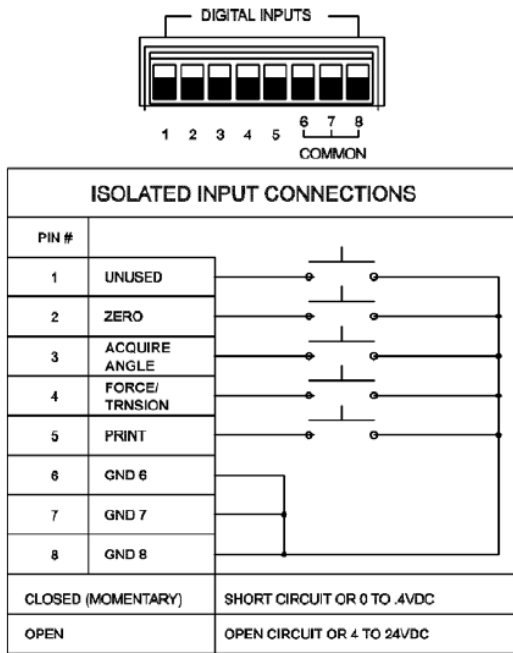 DIGITAL INPUTS
1 2 3 4 5 6 7 8
COMMON
ISOLATED INPUT CONNECTIONS
PIN #
1 UNUSED
2 ZERO
3 ACQUIRE
ANGLE
4 FORCE/
TRNSION
5 PRINT
6 GND 6
7 GND 7
8 GND 8
CLOSED (MOMENTARY) SHORT CIRCUIT OR 0 TO .4VDC
OPEN OPEN CIRCUIT OR 4 TO 24VDC